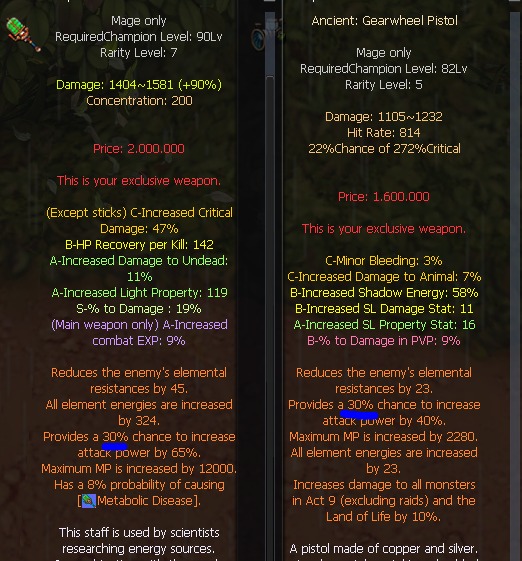 Mage only
RequiredChampion Level: 90Lv
Rarity Level: 7
Damage: 1404~1581 (+90%)
Concentration: 200
Price: 2.000.000
This is your exclusive weapon.
(Except sticks) C-Increased Critical
Damage: 47%
B-HP Recovery per Kill: 142
A-Increased Damage to Undead:
11%
A-Increased Light Property: 119
S-% to Damage : 19%
(Main weapon only) A-Increased
combat EXP: 9%
Reduces the enemy's elemental
resistances by 45.
All element energies are increased
by 324.
Provides a 30% chance to increase
attack power by 65%.
Maximum MP is increased by 12000.
Has a 8% probability of causing
[Metabolic Disease].
This staff is used by scientists
researching energy sources.
Ancient: Gearwheel Pistol
Mage only
RequiredChampion Level: 82Lv
Rarity Level: 5
Damage: 1105~1232
Hit Rate: 814
22%Chance of 272%Critical
Price: 1.600.000
This is your exclusive weapon.
C-Minor Bleeding: 3%
C-Increased Damage to Animal: 7%
B-Increased Shadow Energy: 58%
B-Increased SL Damage Stat: 11
A-Increased SL Property Stat: 16
B-% to Damage in PVP: 9%
Reduces the enemy's elemental
resistances by 23.
Provides a 30% chance to increase
attack power by 40%.
Maximum MP is increased by 2280.
All element energies are increased
by 23.
Increases damage to all monsters
in Act 9 (excluding raids) and the
Land of Life by 10%.
A pistol made of copper and silver.